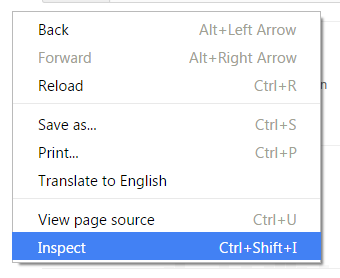 Back Alt+Left Arrow
Forward Alt+Right Arrow
Reload Ctrl+R
Save as... Ctrl+S
Print... Ctrl+P
Translate to English
View page source Ctrl+U
Inspect Ctrl+Shift+I